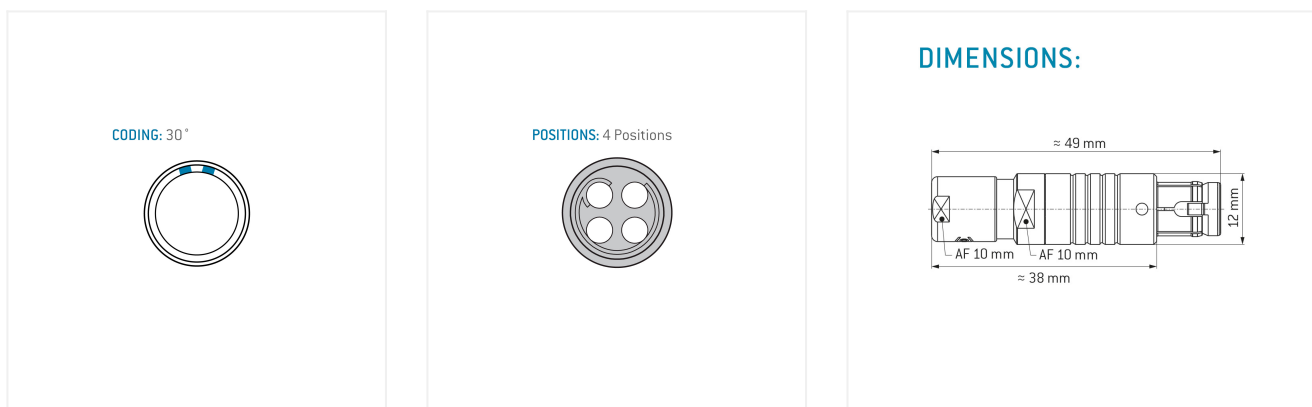 CODING: 30°
POSITIONS: 4 Positions
DIMENSIONS:
≈ 49 mm
12 mm
AF 10 mm
AF 10 mm
≈ 38 mm